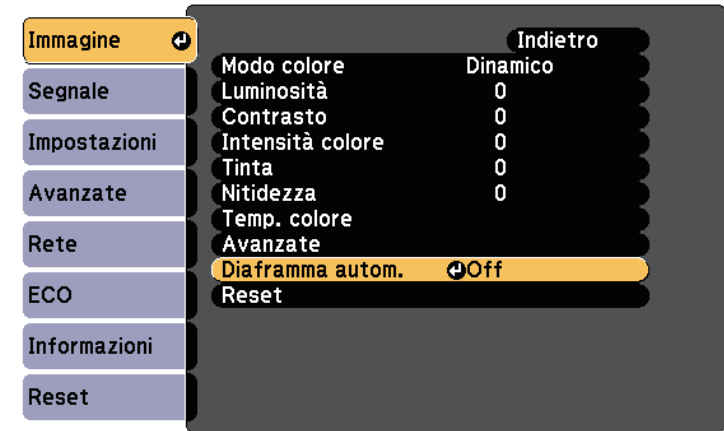 Immagine
Segnale
Impostazioni
Avanzate
Rete
ECO
Informazioni
Reset
Indietro
Modo colore Dinamico
Luminosità 0
Contrasto 0
Intensità colore 0
Tinta 0
Nitidezza 0
Temp. colore
Avanzate
Diaframma autom. Off
Reset